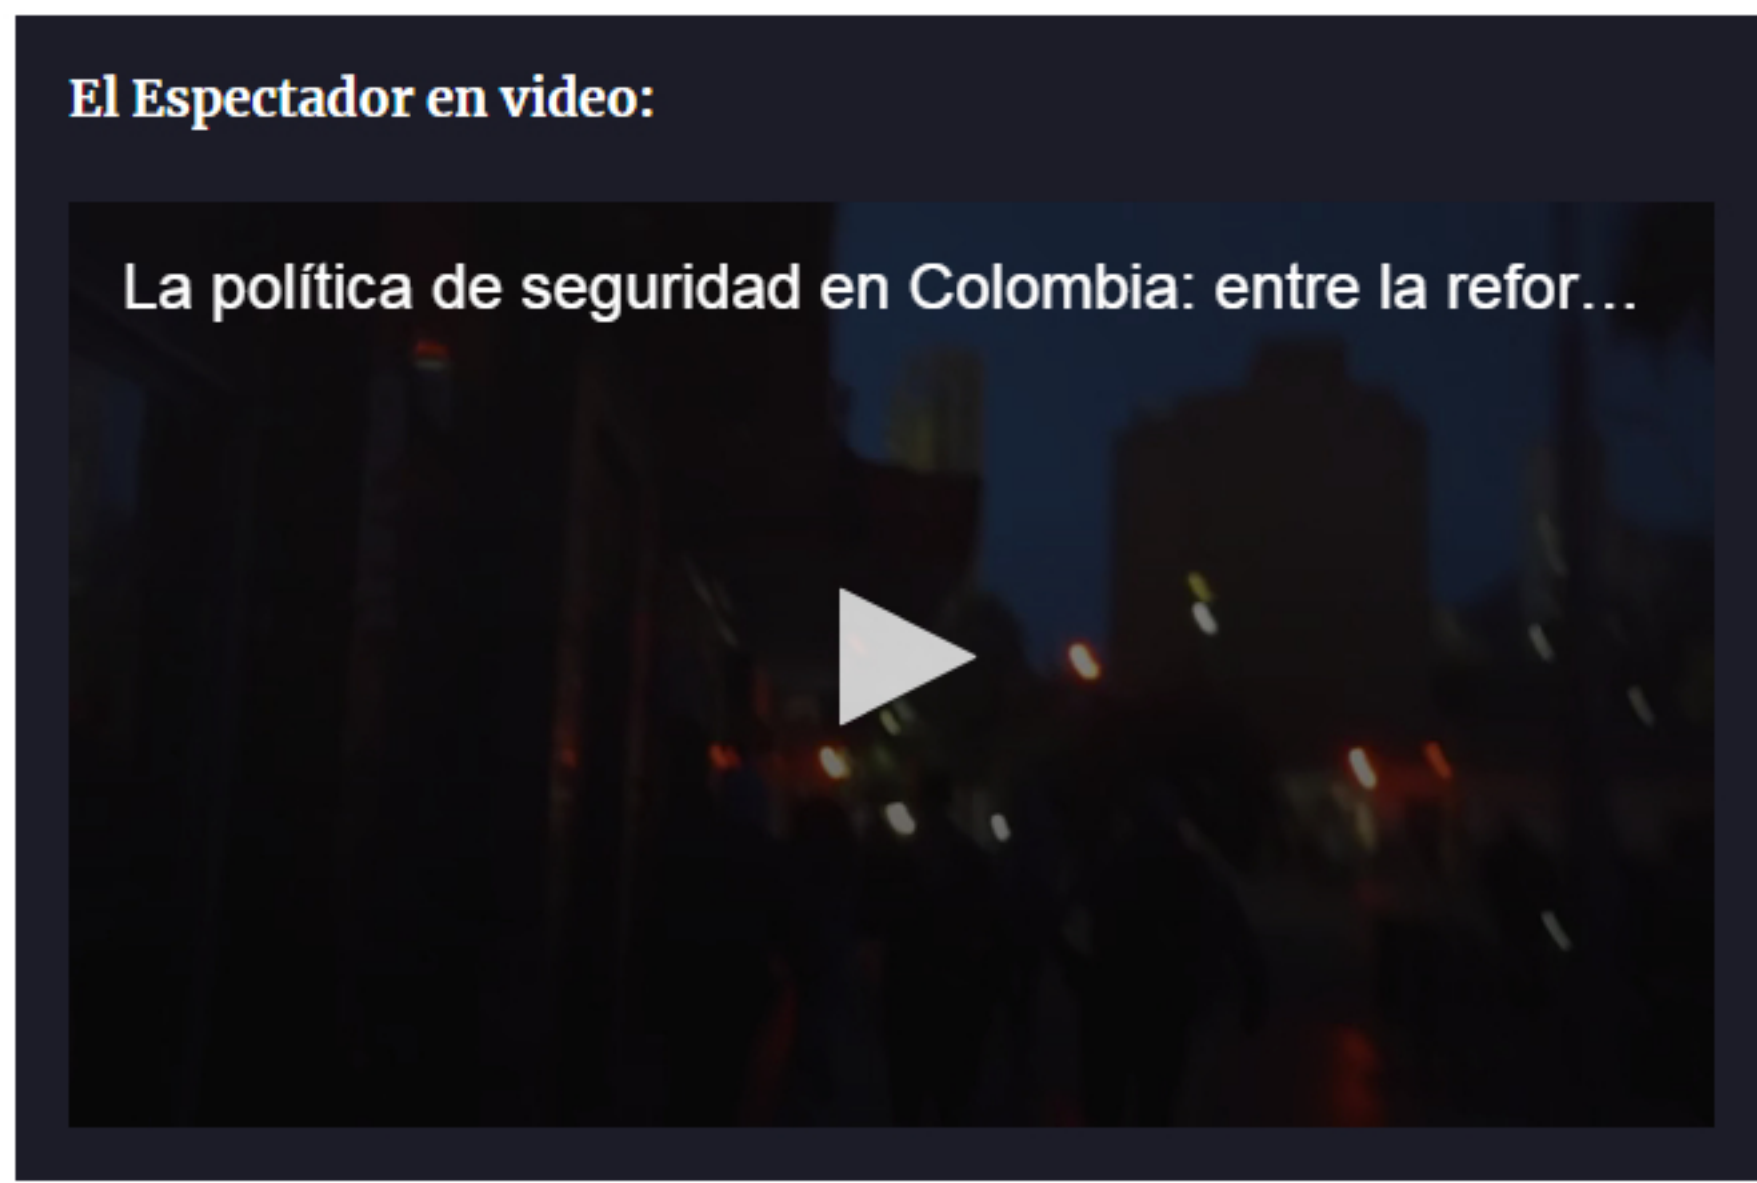 El Espectador en video:
La política de seguridad en Colombia: entre la refor...